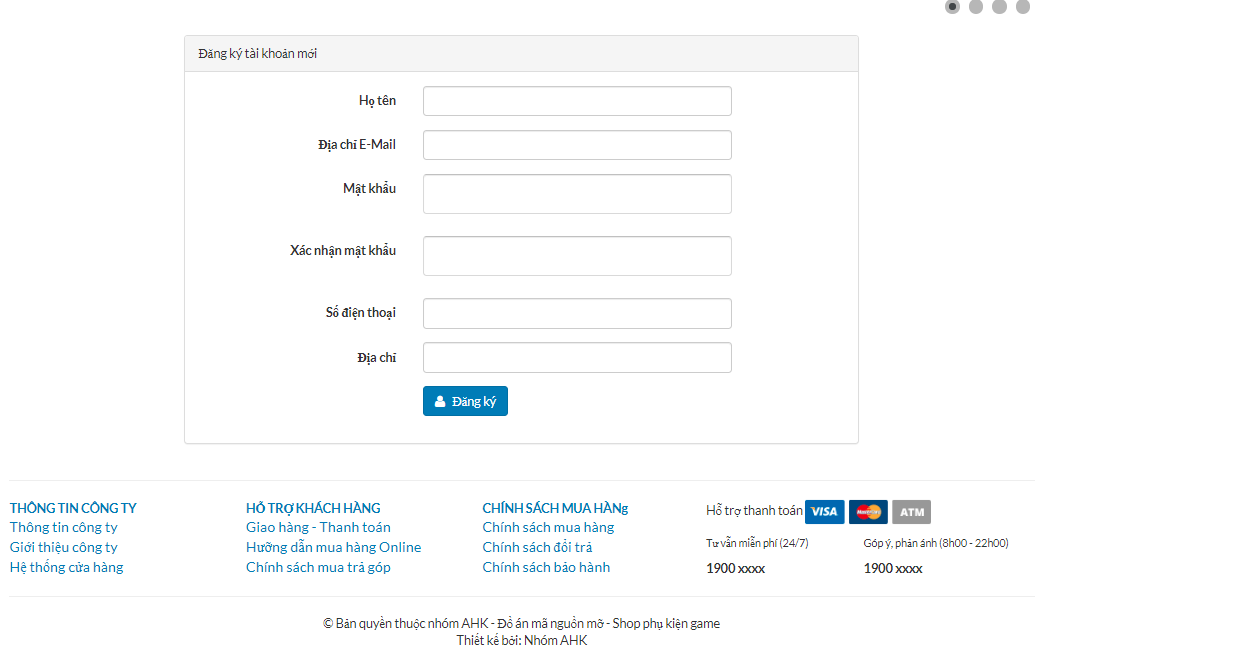 Đăng ký tài khoản mới
Họ tên
Địa chỉ E-Mail
Mật khẩu
Xác nhận mật khẩu
Số điện thoại
Địa chỉ
Đăng ký
THÔNG TIN CÔNG TY
Thông tin công ty
Giới thiệu công ty
Hệ thống cửa hàng
HỖ TRỢ KHÁCH HÀNG
Giao hàng - Thanh toán
Hưỡng dẫn mua hàng Online
Chính sách mua trả góp
CHÍNH SÁCH MUA HÀNg
Chính sách mua hàng
Chính sách đổi trả
Chính sách bảo hành
Hỗ trợ thanh toán VISA MasterCard ATM
Tư vấn miễn phí (24/7)
1900 xxxx
Góp ý, phản ánh (8h00 - 22h00)
1900 xxxx
© Bản quyền thuộc nhóm AHK - Đồ án mã nguồn mở - Shop phụ kiện game
Thiết kế bởi: Nhóm AHK